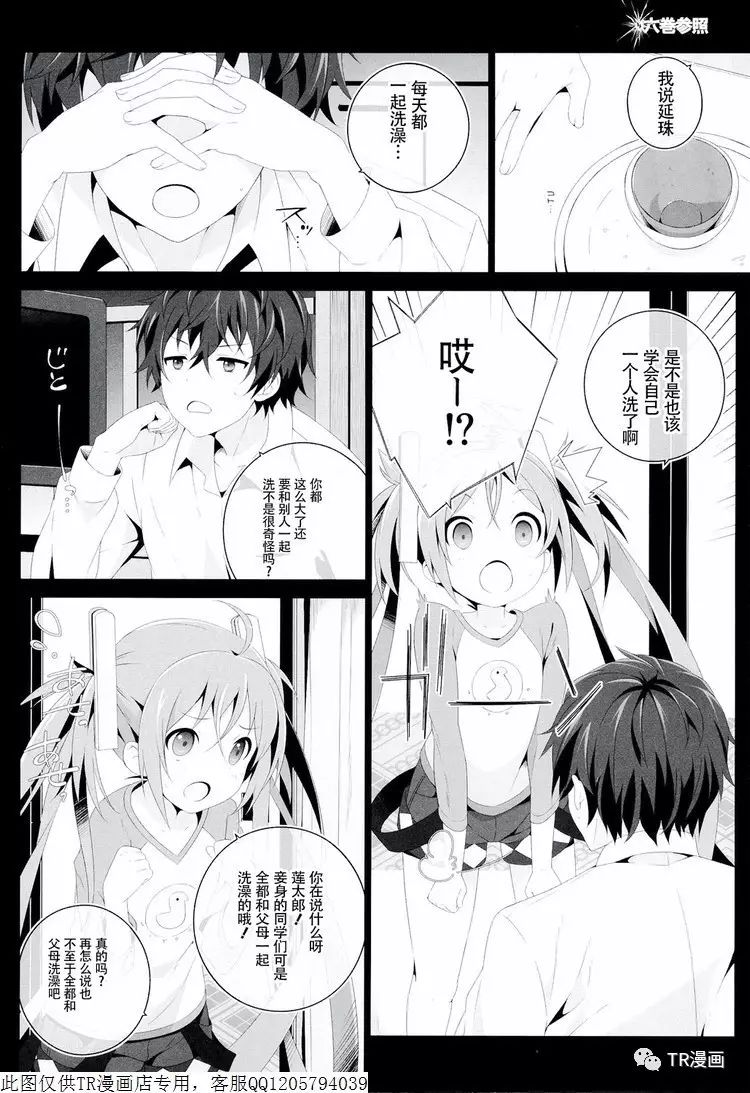 六巻参照
我说延珠
每天都
一起洗澡…
…TU
是不是也该
学会自己
一个人洗了啊
哎ー!?
じとー
你都
这么大了还
要和别人一起
洗不是很奇怪吗?
你在说什么呀
莲太郎!
妾身的同学们可是
全都和父母一起
洗澡的哦!
真的吗?
再怎么说也
不至于全都和
父母洗澡吧
TR漫画
此图仅供TR漫画店专用，客服QQ1205794039